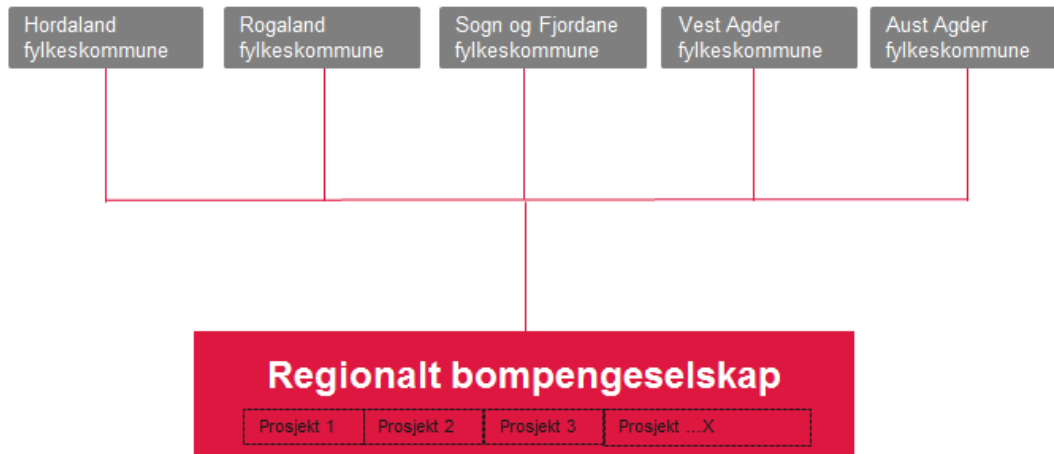 Hordaland
fylkeskommune
Rogaland
fylkeskommune
Sogn og Fjordane
fylkeskommune
Vest Agder
fylkeskommune
Aust Agder
fylkeskommune
Regionalt bompengeselskap
Prosjekt 1
Prosjekt 2
Prosjekt 3
Prosjekt ...X